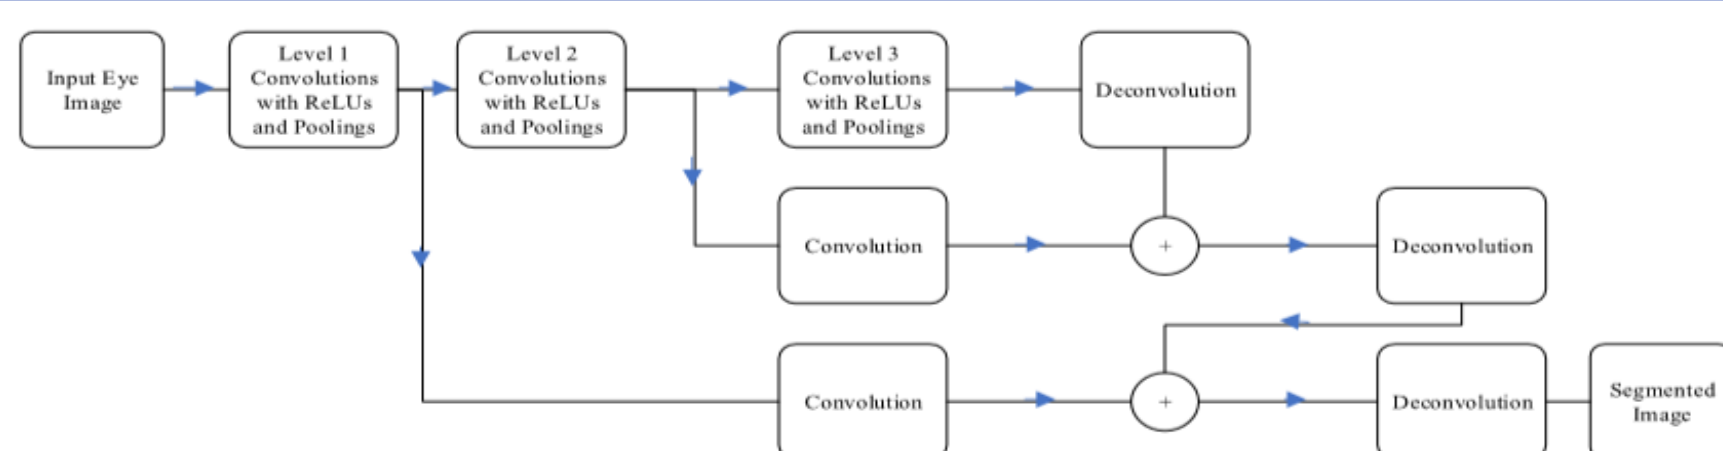 Input Eye
Image
Level 1
Convolutions
with ReLUs
and Poolings
Level 2
Convolutions
with ReLUs
and Poolings
Level 3
Convolutions
with ReLUs
and Poolings
Deconvolution
Convolution
+
Deconvolution
Convolution
+
Deconvolution
Segmented
Image